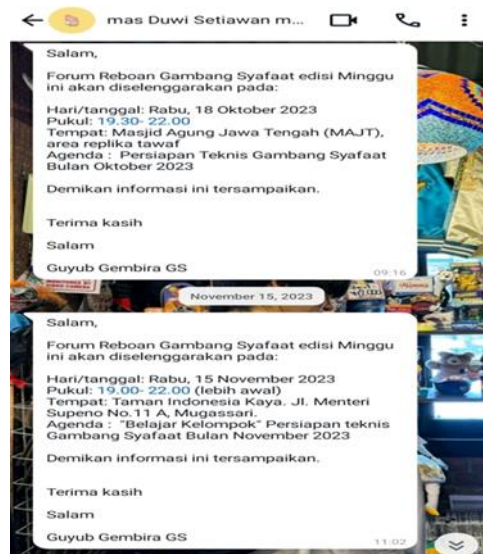 mas Duwi Setiawan m...
Salam,
Forum Reboan Gambang Syafaat edisi Minggu
ini akan diselenggarakan pada:
Hari/tanggal: Rabu, 18 Oktober 2023
Pukul: 19.30- 22.00
Tempat: Masjid Agung Jawa Tengah (MAJT),
area replika tawaf
Agenda : Persiapan Teknis Gambang Syafaat
Bulan Oktober 2023
Demikan informasi ini tersampaikan.
Terima kasih
Salam
Guyub Gembira GS
09:16
November 15, 2023
Salam,
Forum Reboan Gambang Syafaat edisi Minggu
ini akan diselenggarakan pada:
Hari/tanggal: Rabu, 15 November 2023
Pukul: 19.00- 22.00 (lebih awal)
Tempat: Taman Indonesia Kaya. Jl. Menteri
Supeno No.11 A, Mugassari.
Agenda : "Belajar Kelompok" Persiapan teknis
Gambang Syafaat Bulan November 2023
Demikan informasi ini tersampaikan.
Terima kasih
Salam
Guyub Gembira GS
11:02